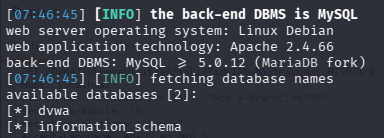 [07:46:45] [INFO] the back-end DBMS is MySQL
web server operating system: Linux Debian
web application technology: Apache 2.4.66
back-end DBMS: MySQL ≥ 5.0.12 (MariaDB fork)
[07:46:45] [INFO] fetching database names
available databases [2]:
[*] dvwa
[*] information_schema